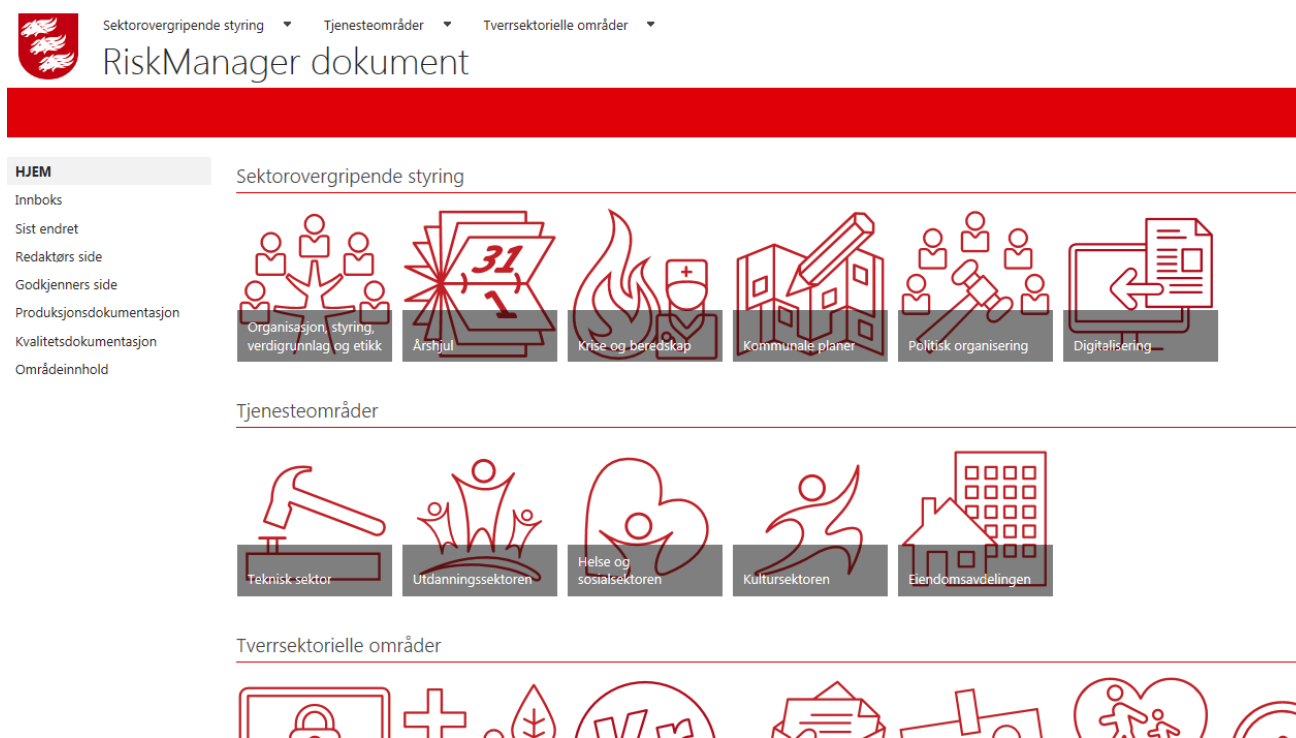 Sektorovergripende styring
Tjenesteområder
Tverrsektorielle områder
RiskManager dokument
HJEM
Innboks
Sist endret
Redaktørs side
Godkjenners side
Produksjonsdokumentasjon
Kvalitetsdokumentasjon
Områdeinnhold
Sektorovergripende styring
31
1
Organisasjon, styring,
verdigrunnlag og etikk
Årshjul
Krise og beredskap
Kommunale planer
Politisk organisering
Digitalisering
Tjenesteområder
Teknisk sektor
Utdanningssektoren
Helse og
sosialsektoren
Kultursektoren
Eiendomsavdelingen
Tverrsektorielle områder